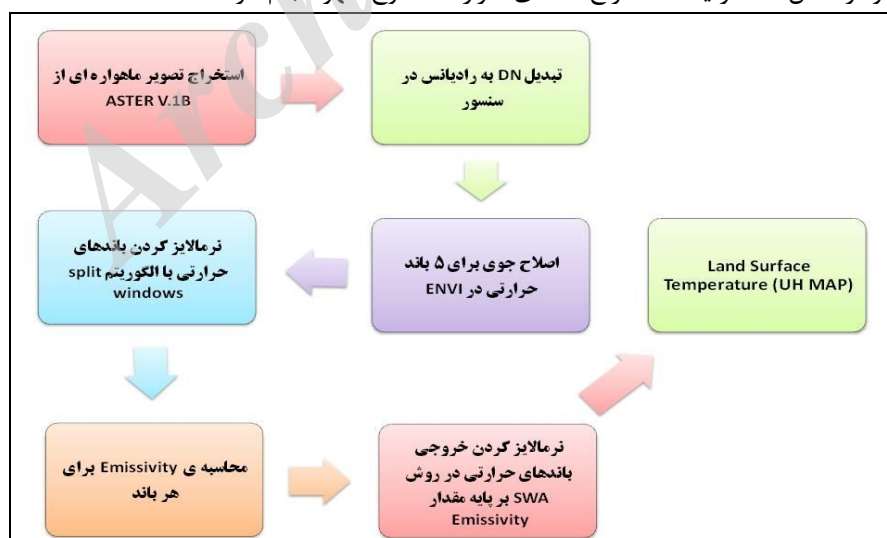 استخراج تصویر ماهواره ای از
ASTER V.1B
تبدیل DN به رادیانس در
سنسور
اصلاح جوی برای ۵ باند
حرارتی در ENVI
نرمالایز کردن باندهای
حرارتی با الگوریتم split
windows
محاسبه ی Emissivity برای
هر باند
نرمالایز کردن خروجی
باندهای حرارتی در روش
SWA بر پایه مقدار
Emissivity
Land Surface
Temperature (UH MAP)
Arch